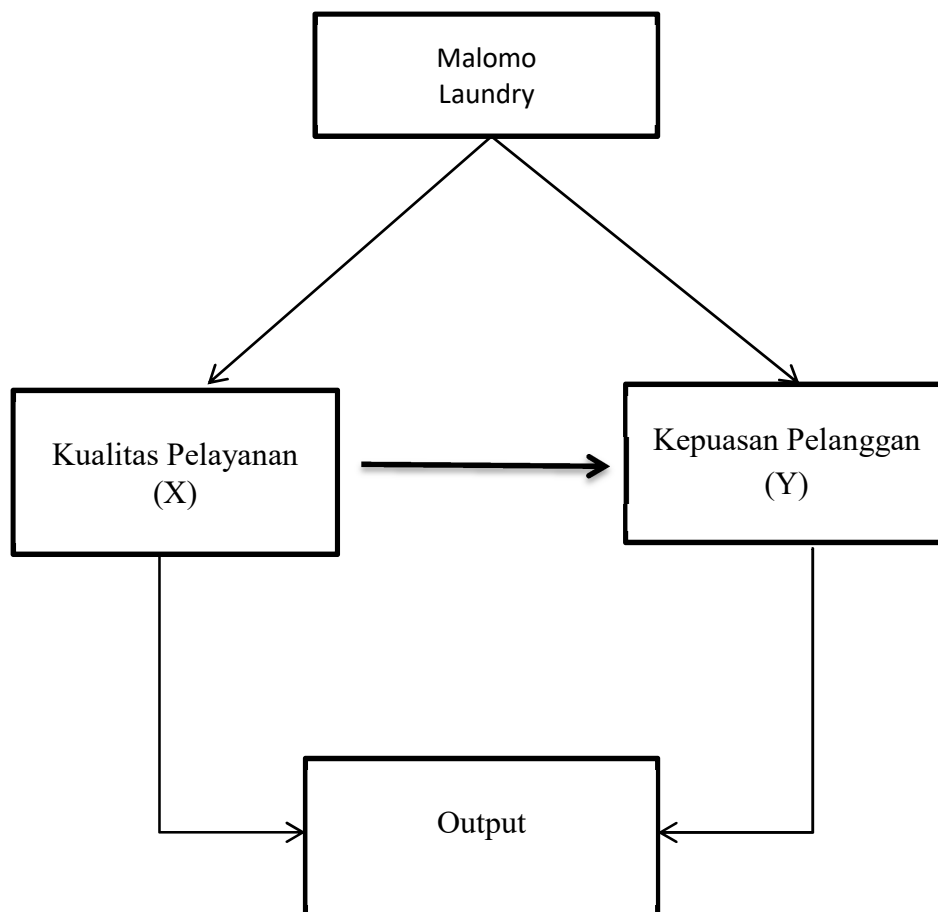 Malomo
Laundry
Kualitas Pelayanan
(X)
Kepuasan Pelanggan
(Y)
Output